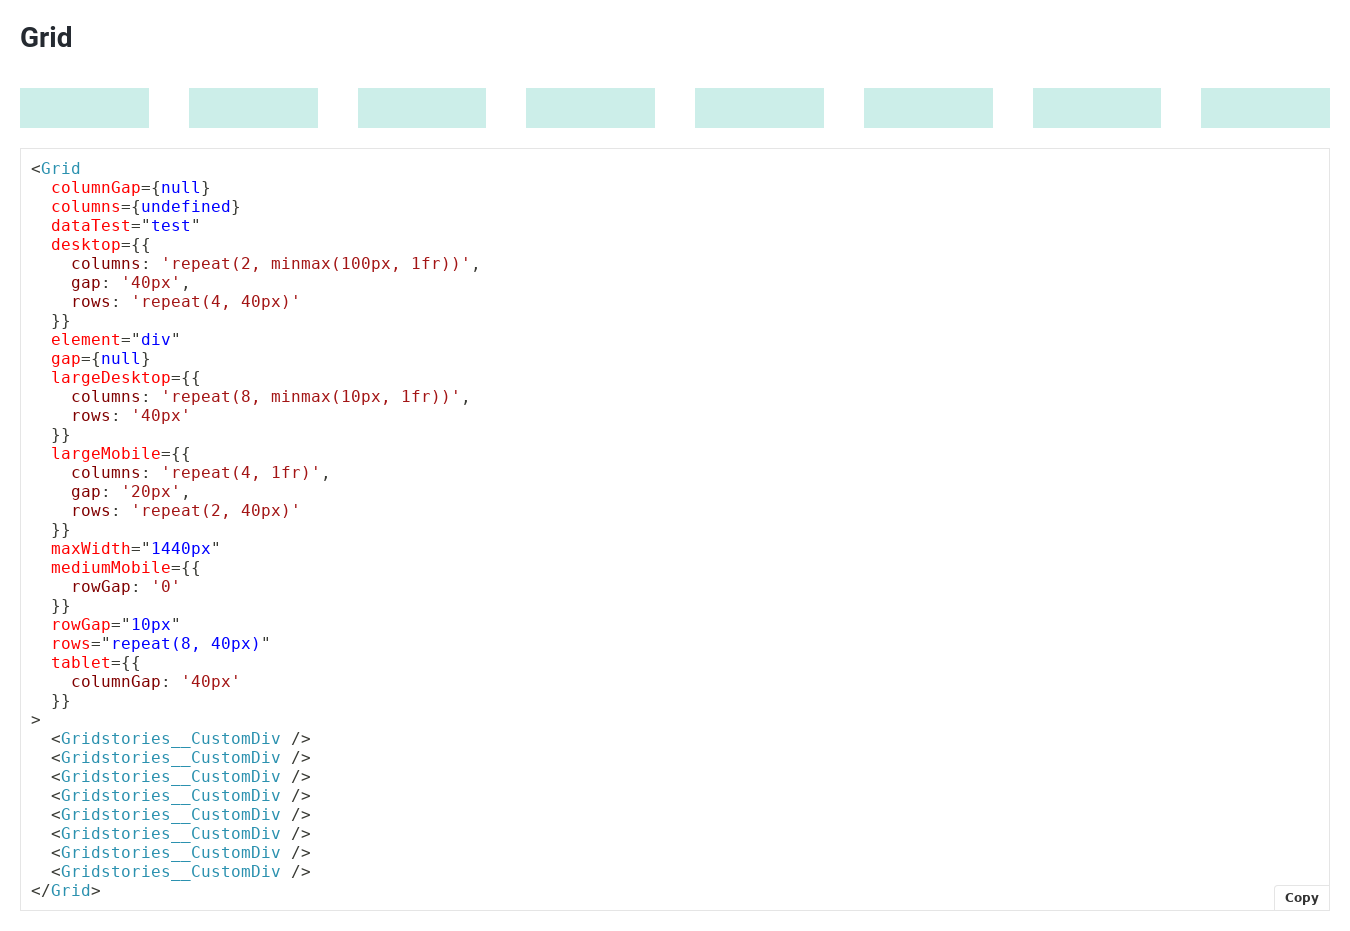 Grid
<Grid
  columnGap={null}
  columns={undefined}
  dataTest="test"
  desktop={{
    columns: 'repeat(2, minmax(100px, 1fr))',
    gap: '40px',
    rows: 'repeat(4, 40px)'
  }}
  element="div"
  gap={null}
  largeDesktop={{
    columns: 'repeat(8, minmax(10px, 1fr))',
    rows: '40px'
  }}
  largeMobile={{
    columns: 'repeat(4, 1fr)',
    gap: '20px',
    rows: 'repeat(2, 40px)'
  }}
  maxWidth="1440px"
  mediumMobile={{
    rowGap: '0'
  }}
  rowGap="10px"
  rows="repeat(8, 40px)"
  tablet={{
    columnGap: '40px'
  }}
>
  <Gridstories__CustomDiv />
  <Gridstories__CustomDiv />
  <Gridstories__CustomDiv />
  <Gridstories__CustomDiv />
  <Gridstories__CustomDiv />
  <Gridstories__CustomDiv />
  <Gridstories__CustomDiv />
  <Gridstories__CustomDiv />
</Grid>
Copy